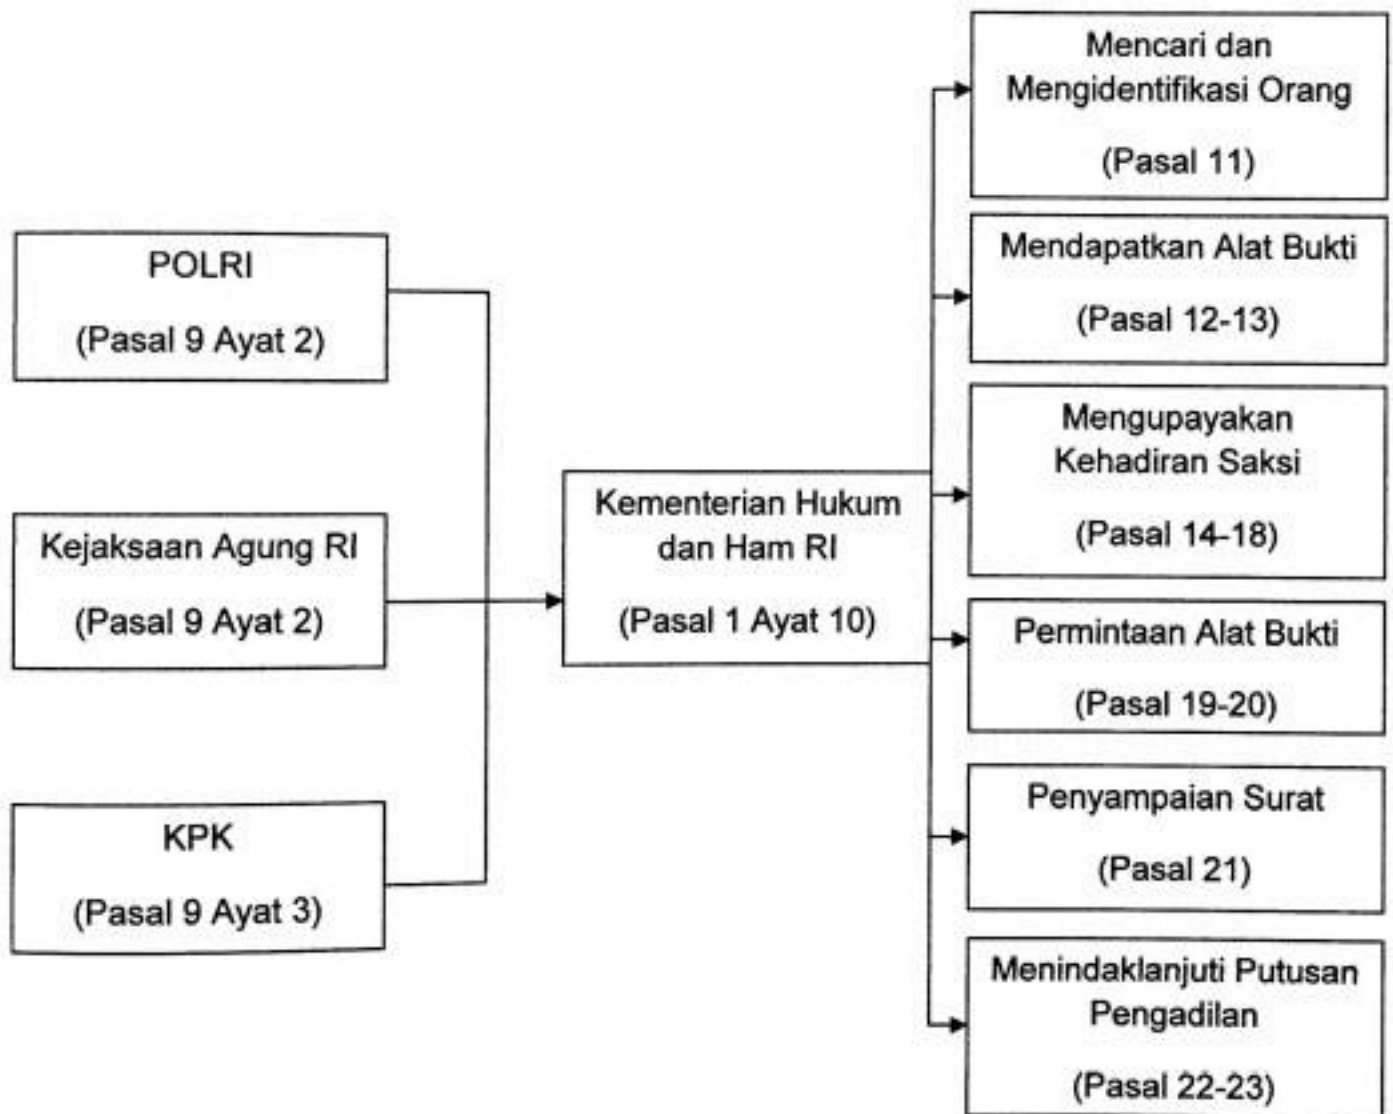 POLRI
(Pasal 9 Ayat 2)
Kejaksaan Agung RI
(Pasal 9 Ayat 2)
KPK
(Pasal 9 Ayat 3)
Kementerian Hukum
dan Ham RI
(Pasal 1 Ayat 10)
Mencari dan
Mengidentifikasi Orang
(Pasal 11)
Mendapatkan Alat Bukti
(Pasal 12-13)
Mengupayakan
Kehadiran Saksi
(Pasal 14-18)
Permintaan Alat Bukti
(Pasal 19-20)
Penyampaian Surat
(Pasal 21)
Menindaklanjuti Putusan
Pengadilan
(Pasal 22-23)